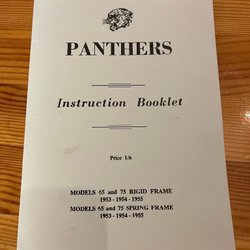 PANTHERS
Instruction Booklet
Price 1/6
MODELS 65 and 75 RIGID FRAME
1953 - 1954 - 1955
MODELS 65 and 75 SPRING FRAME
1953 - 1954 - 1955